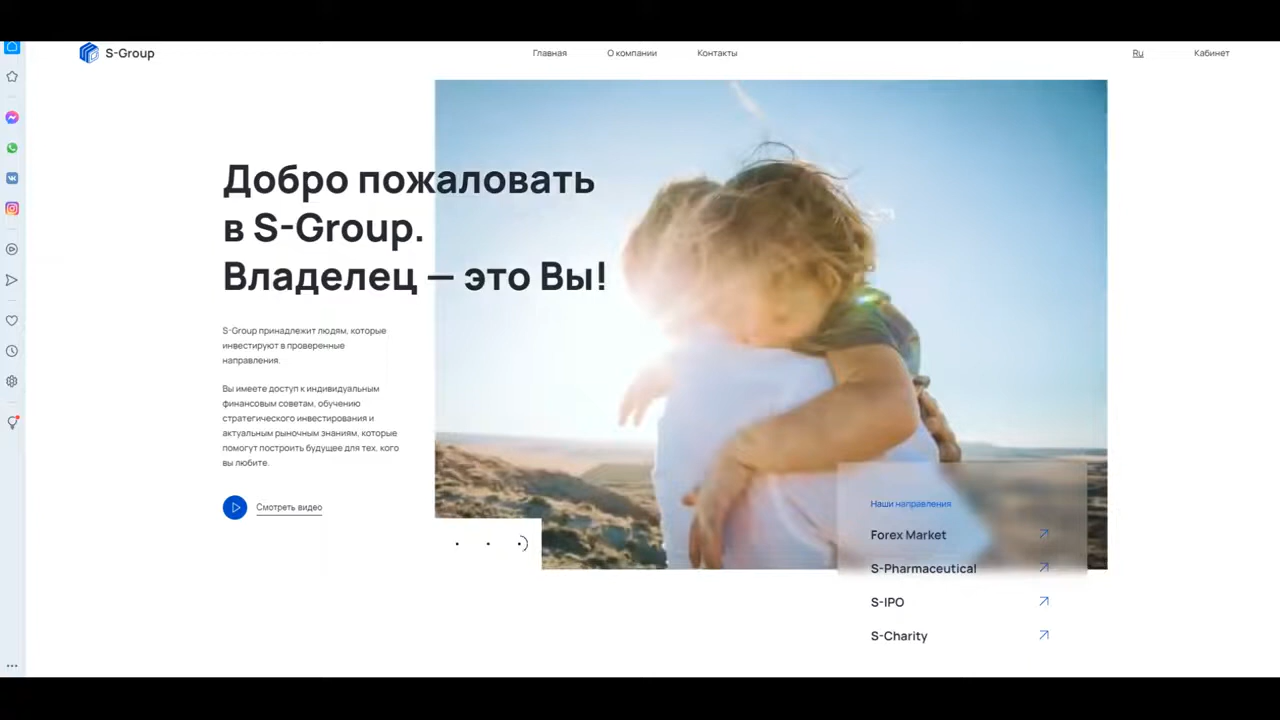 S-Group
Главная
О компании
Контакты
Ru
Кабинет
Добро пожаловать
в S-Group.
Владелец — это Вы!
S-Group принадлежит людям, которые
инвестируют в проверенные
направления.
Вы имеете доступ к индивидуальным
финансовым советам, обучению
стратегического инвестирования и
актуальным рыночным знаниям, которые
помогут построить будущее для тех, кого
вы любите.
Смотреть видео
Наши направления
Forex Market
S-Pharmaceutical
S-IPO
S-Charity